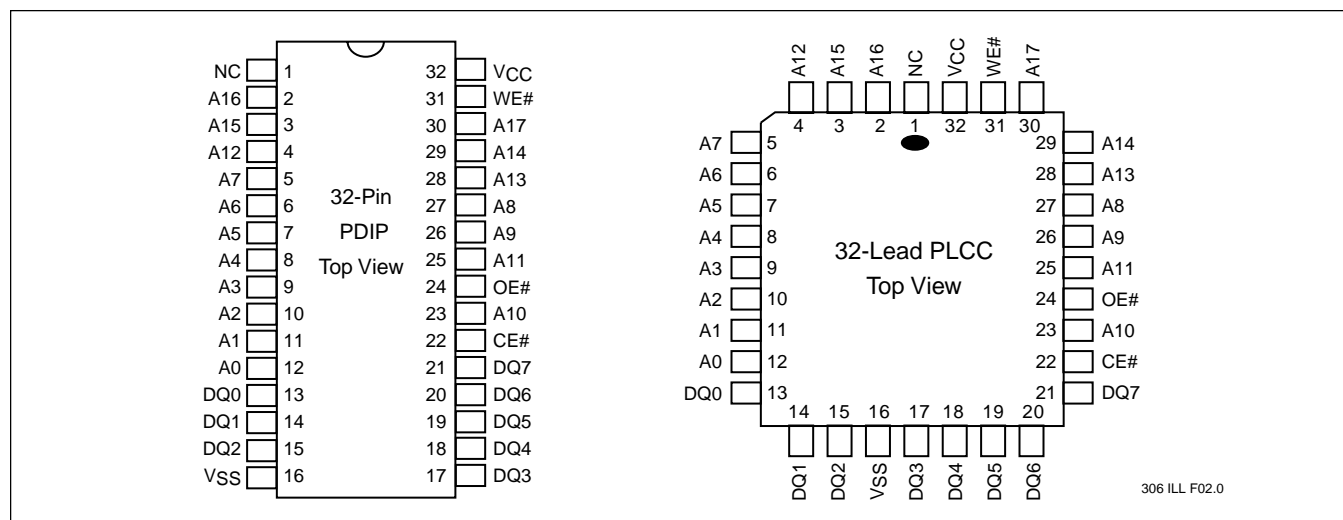 NC 1 32 VCC
A16 2 31 WE#
A15 3 30 A17
A12 4 29 A14
A7 5 28 A13
A6 6 27 A8
A5 7 26 A9
A4 8 25 A11
A3 9 24 OE#
A2 10 23 A10
A1 11 22 CE#
A0 12 21 DQ7
DQ0 13 20 DQ6
DQ1 14 19 DQ5
DQ2 15 18 DQ4
VSS 16 17 DQ3
32-Pin
PDIP
Top View
A12 A15 A16 NC VCC WE# A17
4 3 2 1 32 31 30
A7 5 29 A14
A6 6 28 A13
A5 7 27 A8
A4 8 26 A9
A3 9 25 A11
A2 10 24 OE#
A1 11 23 A10
A0 12 22 CE#
DQ0 13 21 DQ7
32-Lead PLCC
Top View
14 15 16 17 18 19 20
DQ1 DQ2 VSS DQ3 DQ4 DQ5 DQ6
306 ILL F02.0